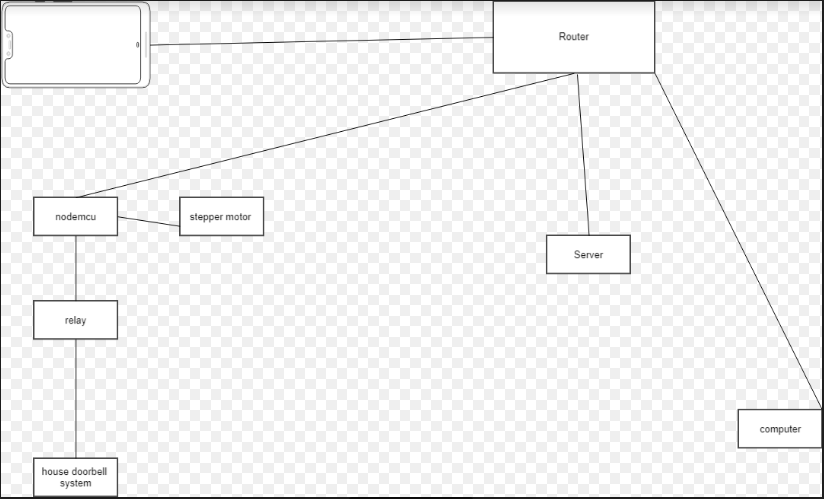 Router
nodemcu
stepper motor
Server
relay
computer
house doorbell
system